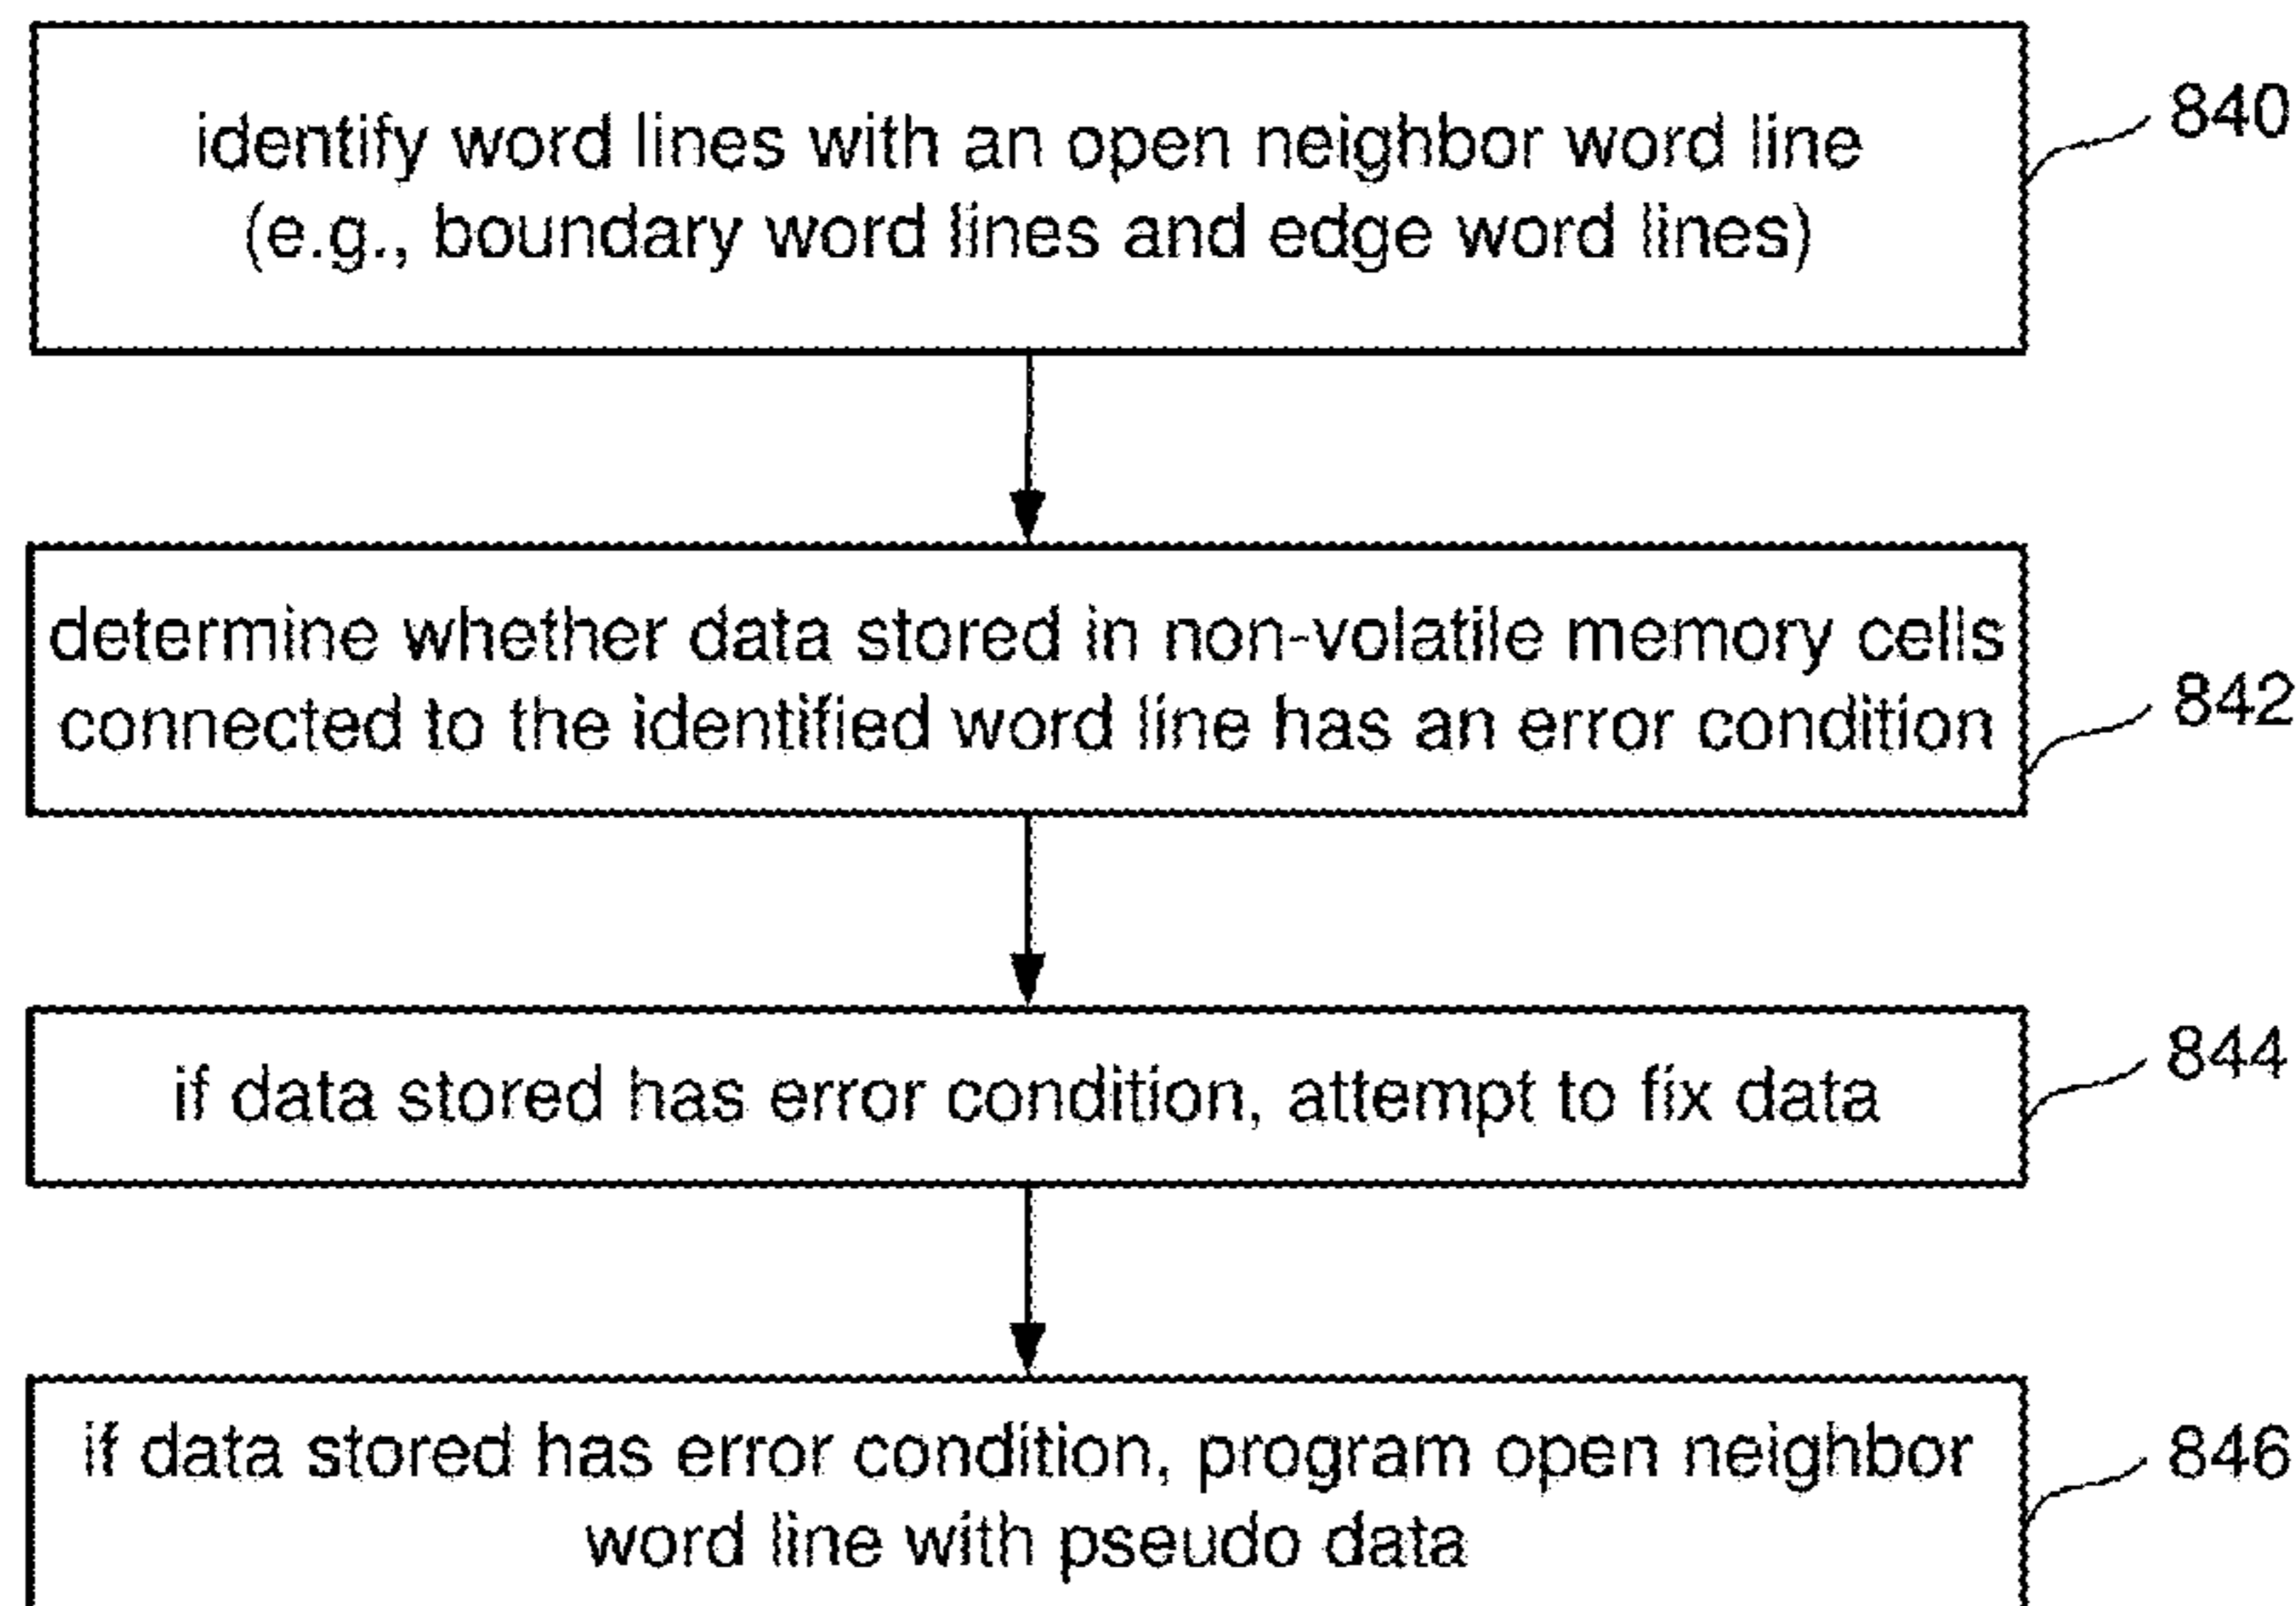 identify word lines with an open neighbor word line
(e.g., boundary word lines and edge word lines)
840
determine whether data stored in non-volatile memory cells
connected to the identified word line has an error condition
842
if data stored has error condition, attempt to fix data
844
if data stored has error condition, program open neighbor
word line with pseudo data
846